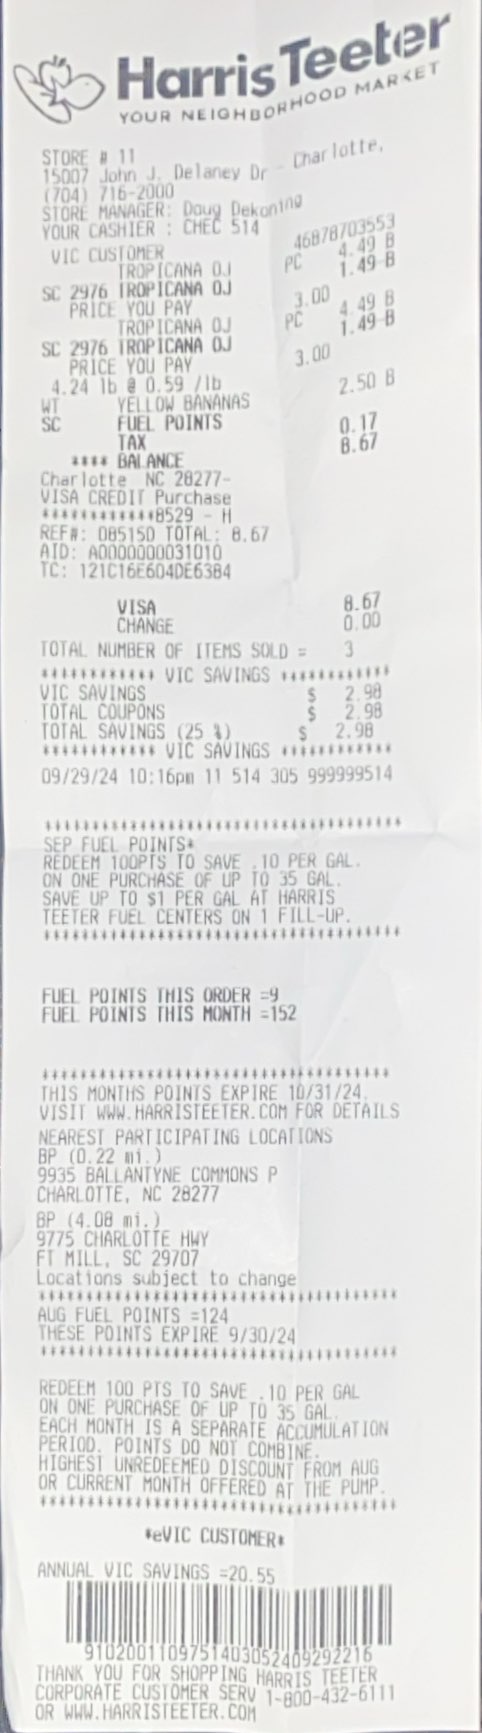 Harris Teeter
YOUR NEIGHBORHOOD MARKET
STORE # 11
15007 John J. Delaney Dr - Charlotte,
(704) 716-2000
STORE MANAGER: Doug Dekoning
YOUR CASHIER : CHEC 514
VIC CUSTOMER 46878703553
TROPICANA OJ PC 4.49 B
SC 2976 TROPICANA OJ 1.49-B
PRICE YOU PAY 3.00
TROPICANA OJ PC 4.49 B
SC 2976 TROPICANA OJ 1.49-B
PRICE YOU PAY 3.00
4.24 lb @ 0.59 /lb
WT YELLOW BANANAS 2.50 B
SC FUEL POINTS
TAX 0.17
**** BALANCE 8.67
Charlotte NC 28277-
VISA CREDIT Purchase
************8529 - H
REF#: 085150 TOTAL: 8.67
AID: A0000000031010
TC: 121C16E604DE6384
VISA 8.67
CHANGE 0.00
TOTAL NUMBER OF ITEMS SOLD = 3
************ VIC SAVINGS ************
VIC SAVINGS $ 2.98
TOTAL COUPONS $ 2.98
TOTAL SAVINGS (25 %) $ 2.98
************ VIC SAVINGS ************
09/29/24 10:16pm 11 514 305 999999514
****************************************
SEP FUEL POINTS*
REDEEM 100PTS TO SAVE .10 PER GAL.
ON ONE PURCHASE OF UP TO 35 GAL.
SAVE UP TO $1 PER GAL AT HARRIS
TEETER FUEL CENTERS ON 1 FILL-UP.
****************************************
FUEL POINTS THIS ORDER =9
FUEL POINTS THIS MONTH =152
****************************************
THIS MONTHS POINTS EXPIRE 10/31/24.
VISIT WWW.HARRISTEETER.COM FOR DETAILS
NEAREST PARTICIPATING LOCATIONS
BP (0.22 mi.)
9935 BALLANTYNE COMMONS P
CHARLOTTE, NC 28277
BP (4.08 mi.)
9775 CHARLOTTE HWY
FT MILL, SC 29707
Locations subject to change
****************************************
AUG FUEL POINTS =124
THESE POINTS EXPIRE 9/30/24
****************************************
REDEEM 100 PTS TO SAVE .10 PER GAL
ON ONE PURCHASE OF UP TO 35 GAL.
EACH MONTH IS A SEPARATE ACCUMULATION
PERIOD. POINTS DO NOT COMBINE.
HIGHEST UNREDEEMED DISCOUNT FROM AUG
OR CURRENT MONTH OFFERED AT THE PUMP.
****************************************
*eVIC CUSTOMER*
ANNUAL VIC SAVINGS =20.55
9102001109751403052409292216
THANK YOU FOR SHOPPING HARRIS TEETER
CORPORATE CUSTOMER SERV 1-800-432-6111
OR WWW.HARRISTEETER.COM